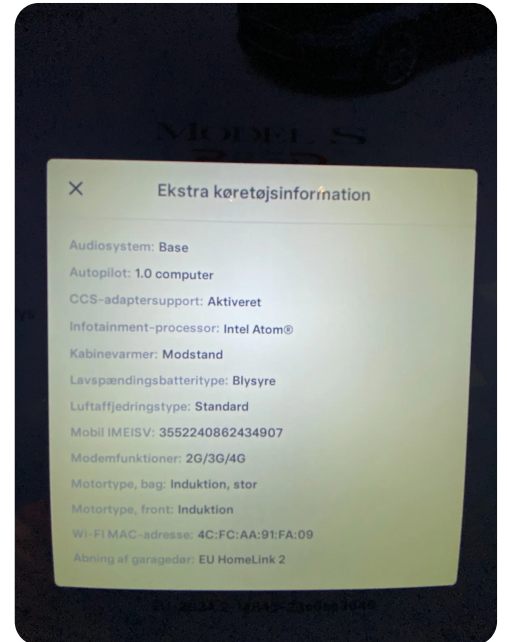 MODEL S
Ekstra køretøjsinformation
Audiosystem: Base
Autopilot: 1.0 computer
CCS-adaptersupport: Aktiveret
Infotainment-processor: Intel Atom®
Kabinevarmer: Modstand
Lavspændingsbatteritype: Blysyre
Luftaffjedringstype: Standard
Mobil IMEISV: 3552240862434907
Modemfunktioner: 2G/3G/4G
Motortype, bag: Induktion, stor
Motortype, front: Induktion
Wi-Fi MAC-adresse: 4C:FC:AA:91:FA:09
Åbning af garagedør: EU HomeLink 2